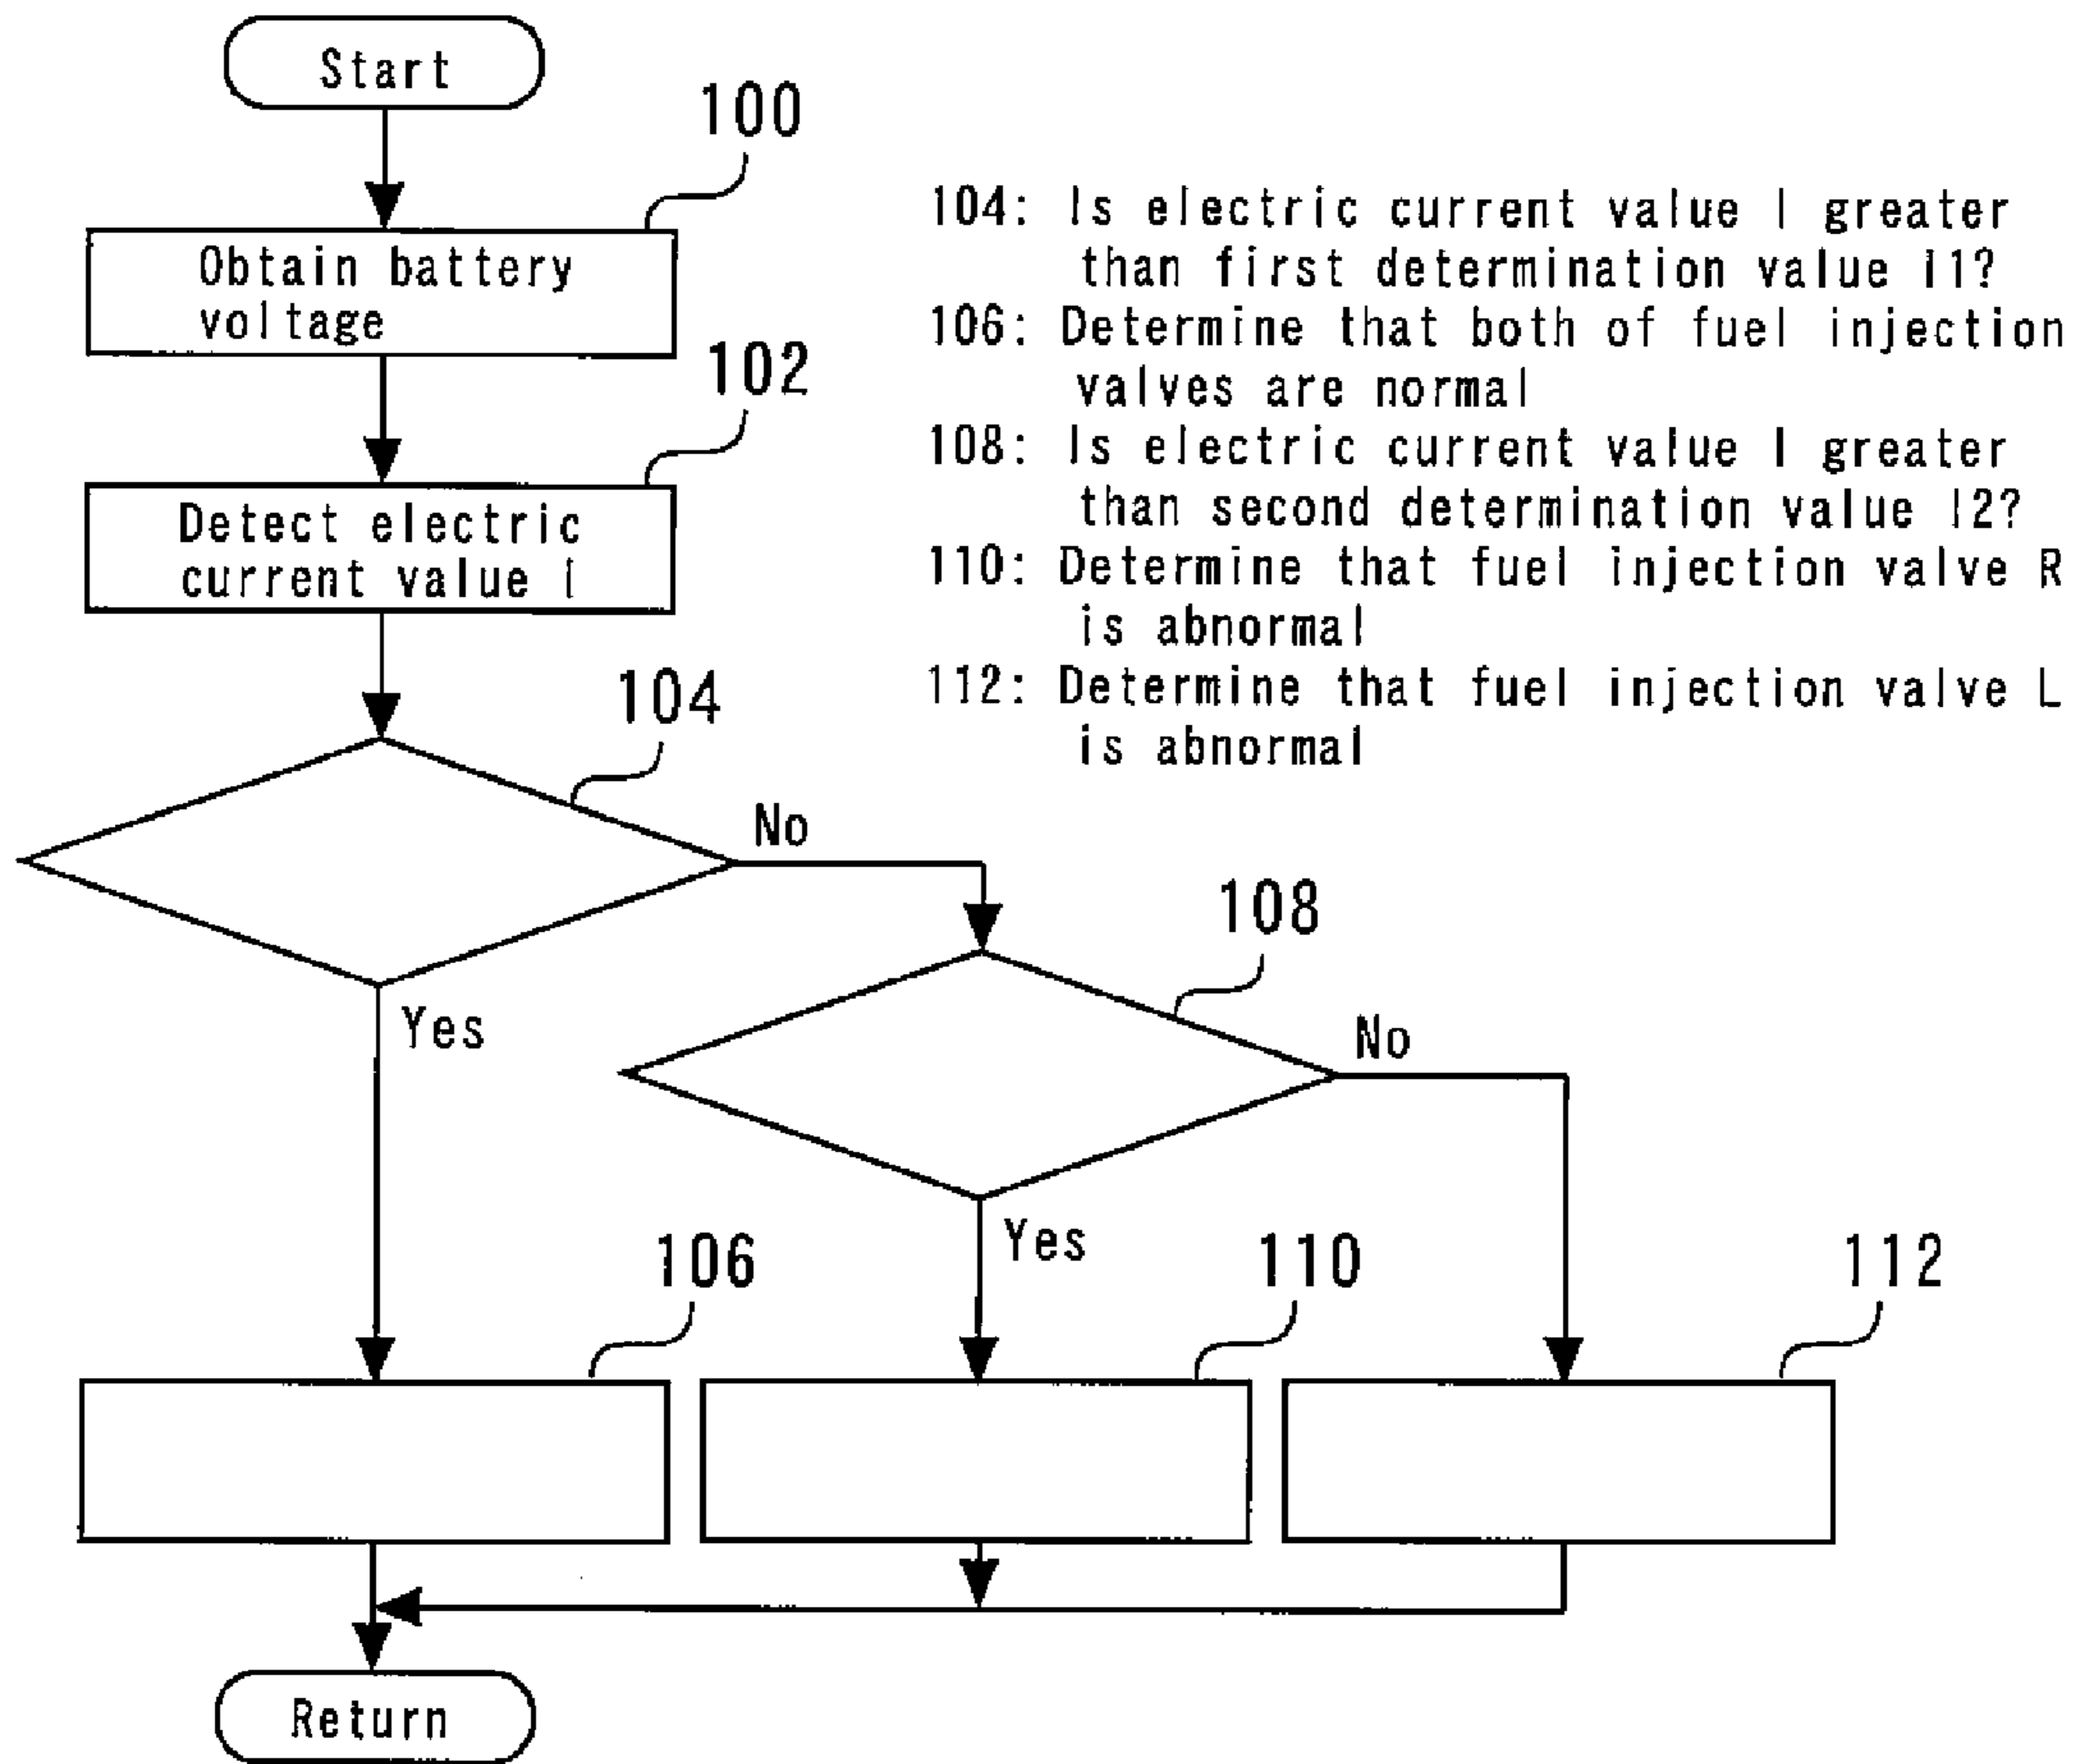 Start
100
Obtain battery
voltage
102
Detect electric
current value I
104: Is electric current value I greater
than first determination value I1?
106: Determine that both of fuel injection
valves are normal
108: Is electric current value I greater
than second determination value I2?
110: Determine that fuel injection valve R
is abnormal
112: Determine that fuel injection valve L
is abnormal
104
No
Yes
108
No
Yes
106
110
112
Return